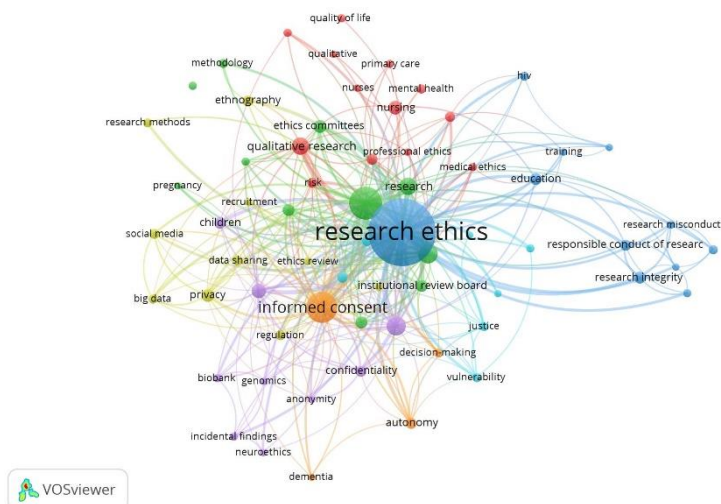 quality of life
dementia
qualitative
methodology
primary care
hiv
nurses
mental health
ethnography
nursing
research methods
ethics committees
qualitative research
professional ethics
training
medical ethics
education
pregnancy
risk
research
recruitment
children
research ethics
research misconduct
social media
responsible conduct of researc
data sharing
ethics review
research integrity
big data
privacy
institutional review board
informed consent
justice
regulation
decision-making
biobank
genomics
confidentiality
vulnerability
anonymity
autonomy
incidental findings
neuroethics
dementia
VOSviewer